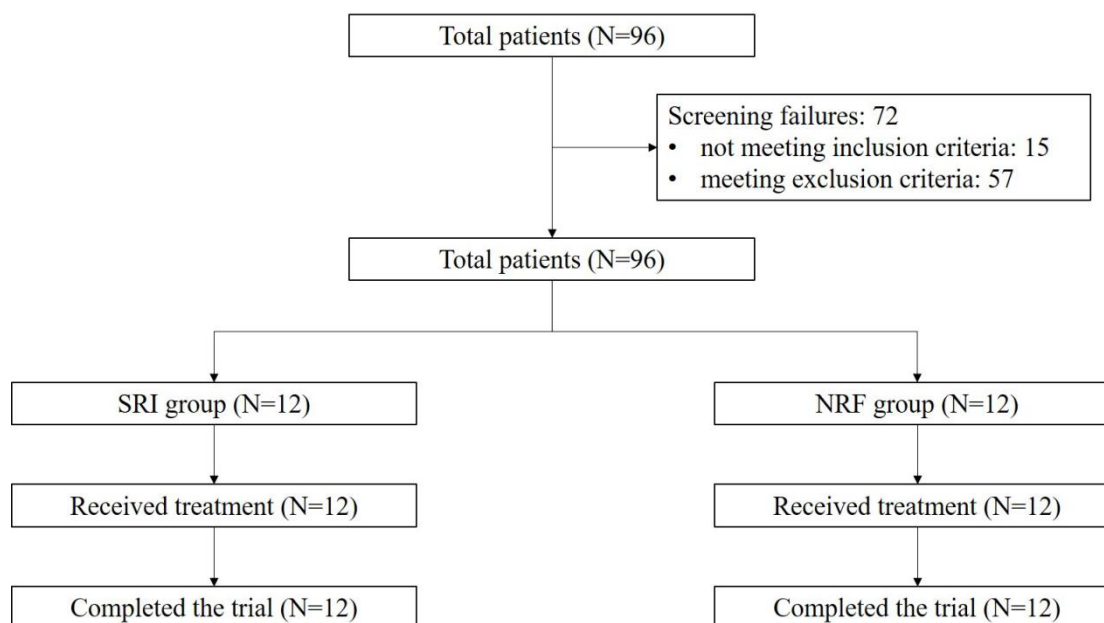 Total patients (N=96)
Screening failures: 72
• not meeting inclusion criteria: 15
• meeting exclusion criteria: 57
Total patients (N=96)
SRI group (N=12)
NRF group (N=12)
Received treatment (N=12)
Received treatment (N=12)
Completed the trial (N=12)
Completed the trial (N=12)